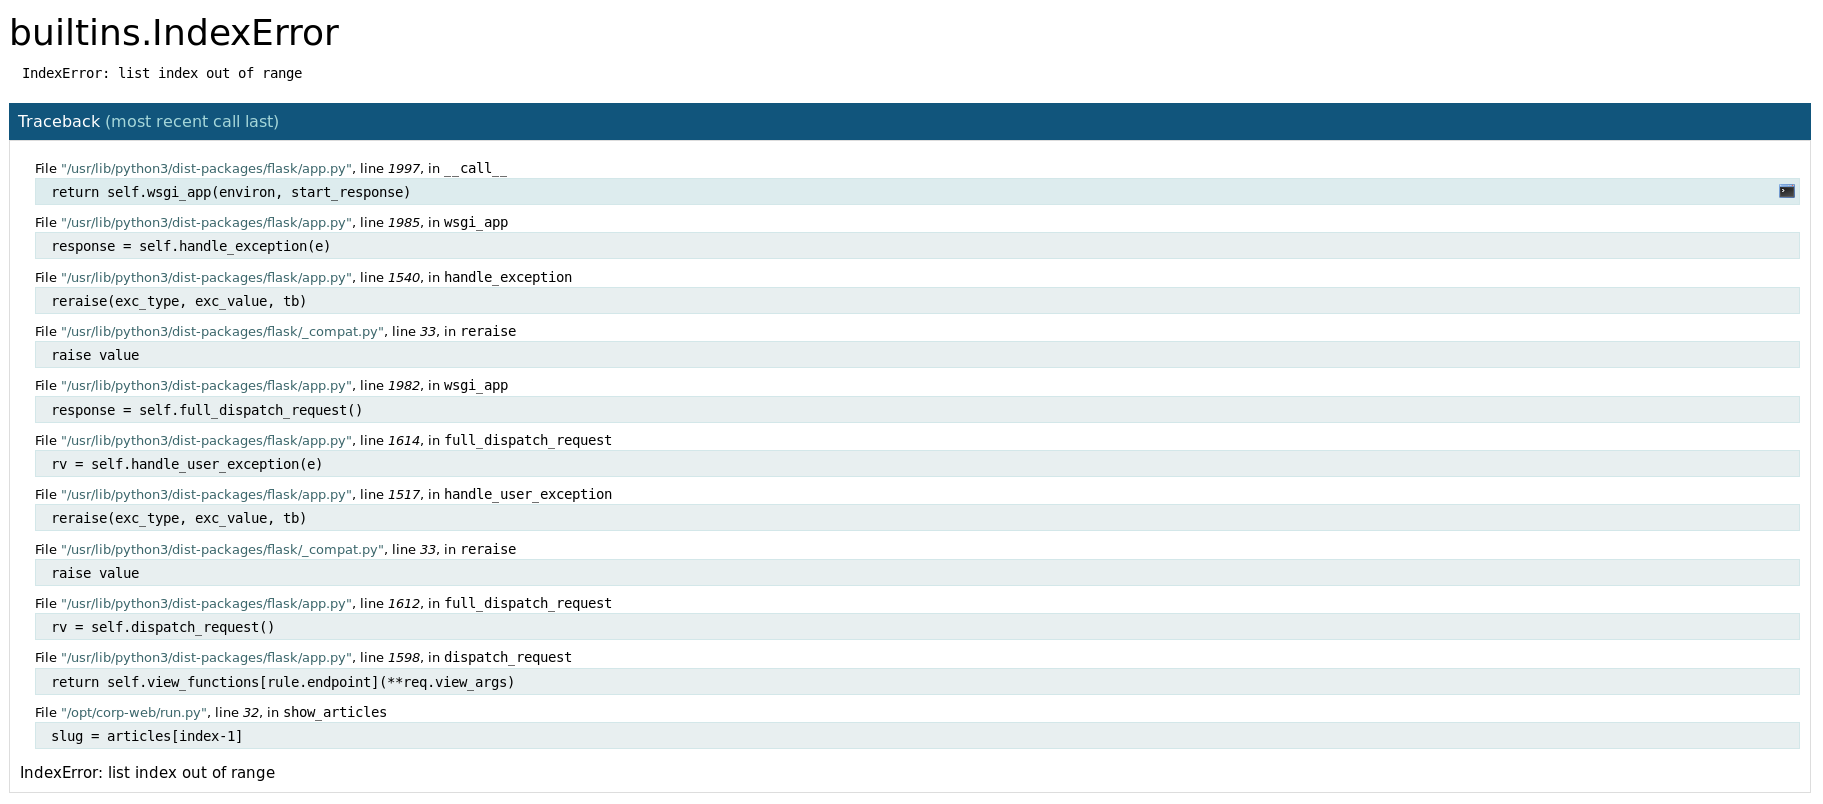 builtins.IndexError
IndexError: list index out of range
Traceback (most recent call last)
File "/usr/lib/python3/dist-packages/flask/app.py", line 1997, in __call__
return self.wsgi_app(environ, start_response)
File "/usr/lib/python3/dist-packages/flask/app.py", line 1985, in wsgi_app
response = self.handle_exception(e)
File "/usr/lib/python3/dist-packages/flask/app.py", line 1540, in handle_exception
reraise(exc_type, exc_value, tb)
File "/usr/lib/python3/dist-packages/flask/_compat.py", line 33, in reraise
raise value
File "/usr/lib/python3/dist-packages/flask/app.py", line 1982, in wsgi_app
response = self.full_dispatch_request()
File "/usr/lib/python3/dist-packages/flask/app.py", line 1614, in full_dispatch_request
rv = self.handle_user_exception(e)
File "/usr/lib/python3/dist-packages/flask/app.py", line 1517, in handle_user_exception
reraise(exc_type, exc_value, tb)
File "/usr/lib/python3/dist-packages/flask/_compat.py", line 33, in reraise
raise value
File "/usr/lib/python3/dist-packages/flask/app.py", line 1612, in full_dispatch_request
rv = self.dispatch_request()
File "/usr/lib/python3/dist-packages/flask/app.py", line 1598, in dispatch_request
return self.view_functions[rule.endpoint](**req.view_args)
File "/opt/corp-web/run.py", line 32, in show_articles
slug = articles[index-1]
IndexError: list index out of range